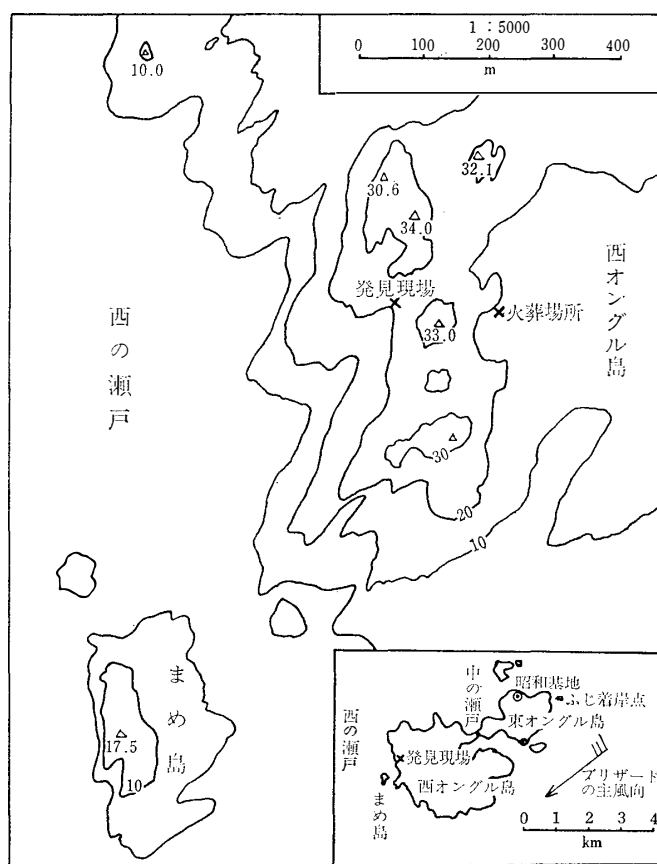 1：5000
0 100 200 300 400
m
10.0
30.6
34.0
32.1
発見現場
33.0
火葬場所
西オングル島
西の瀬戸
30
20
10
まめ島
17.5
10
中の瀬戸
昭和基地
ふじ着岸点
東オングル島
西の瀬戸
発見現場
西オングル島
まめ島
ブリザード
の主風向
0 1 2 3 4
km